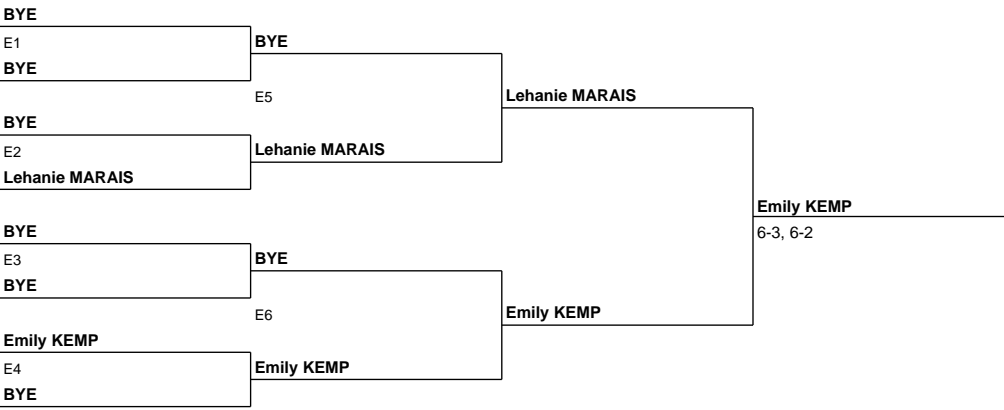 BYE
E1
BYE
BYE
E5
Lehanie MARAIS
BYE
E2
Lehanie MARAIS
Lehanie MARAIS
Emily KEMP
6-3, 6-2
BYE
E3
BYE
BYE
E6
Emily KEMP
Emily KEMP
E4
Emily KEMP
BYE